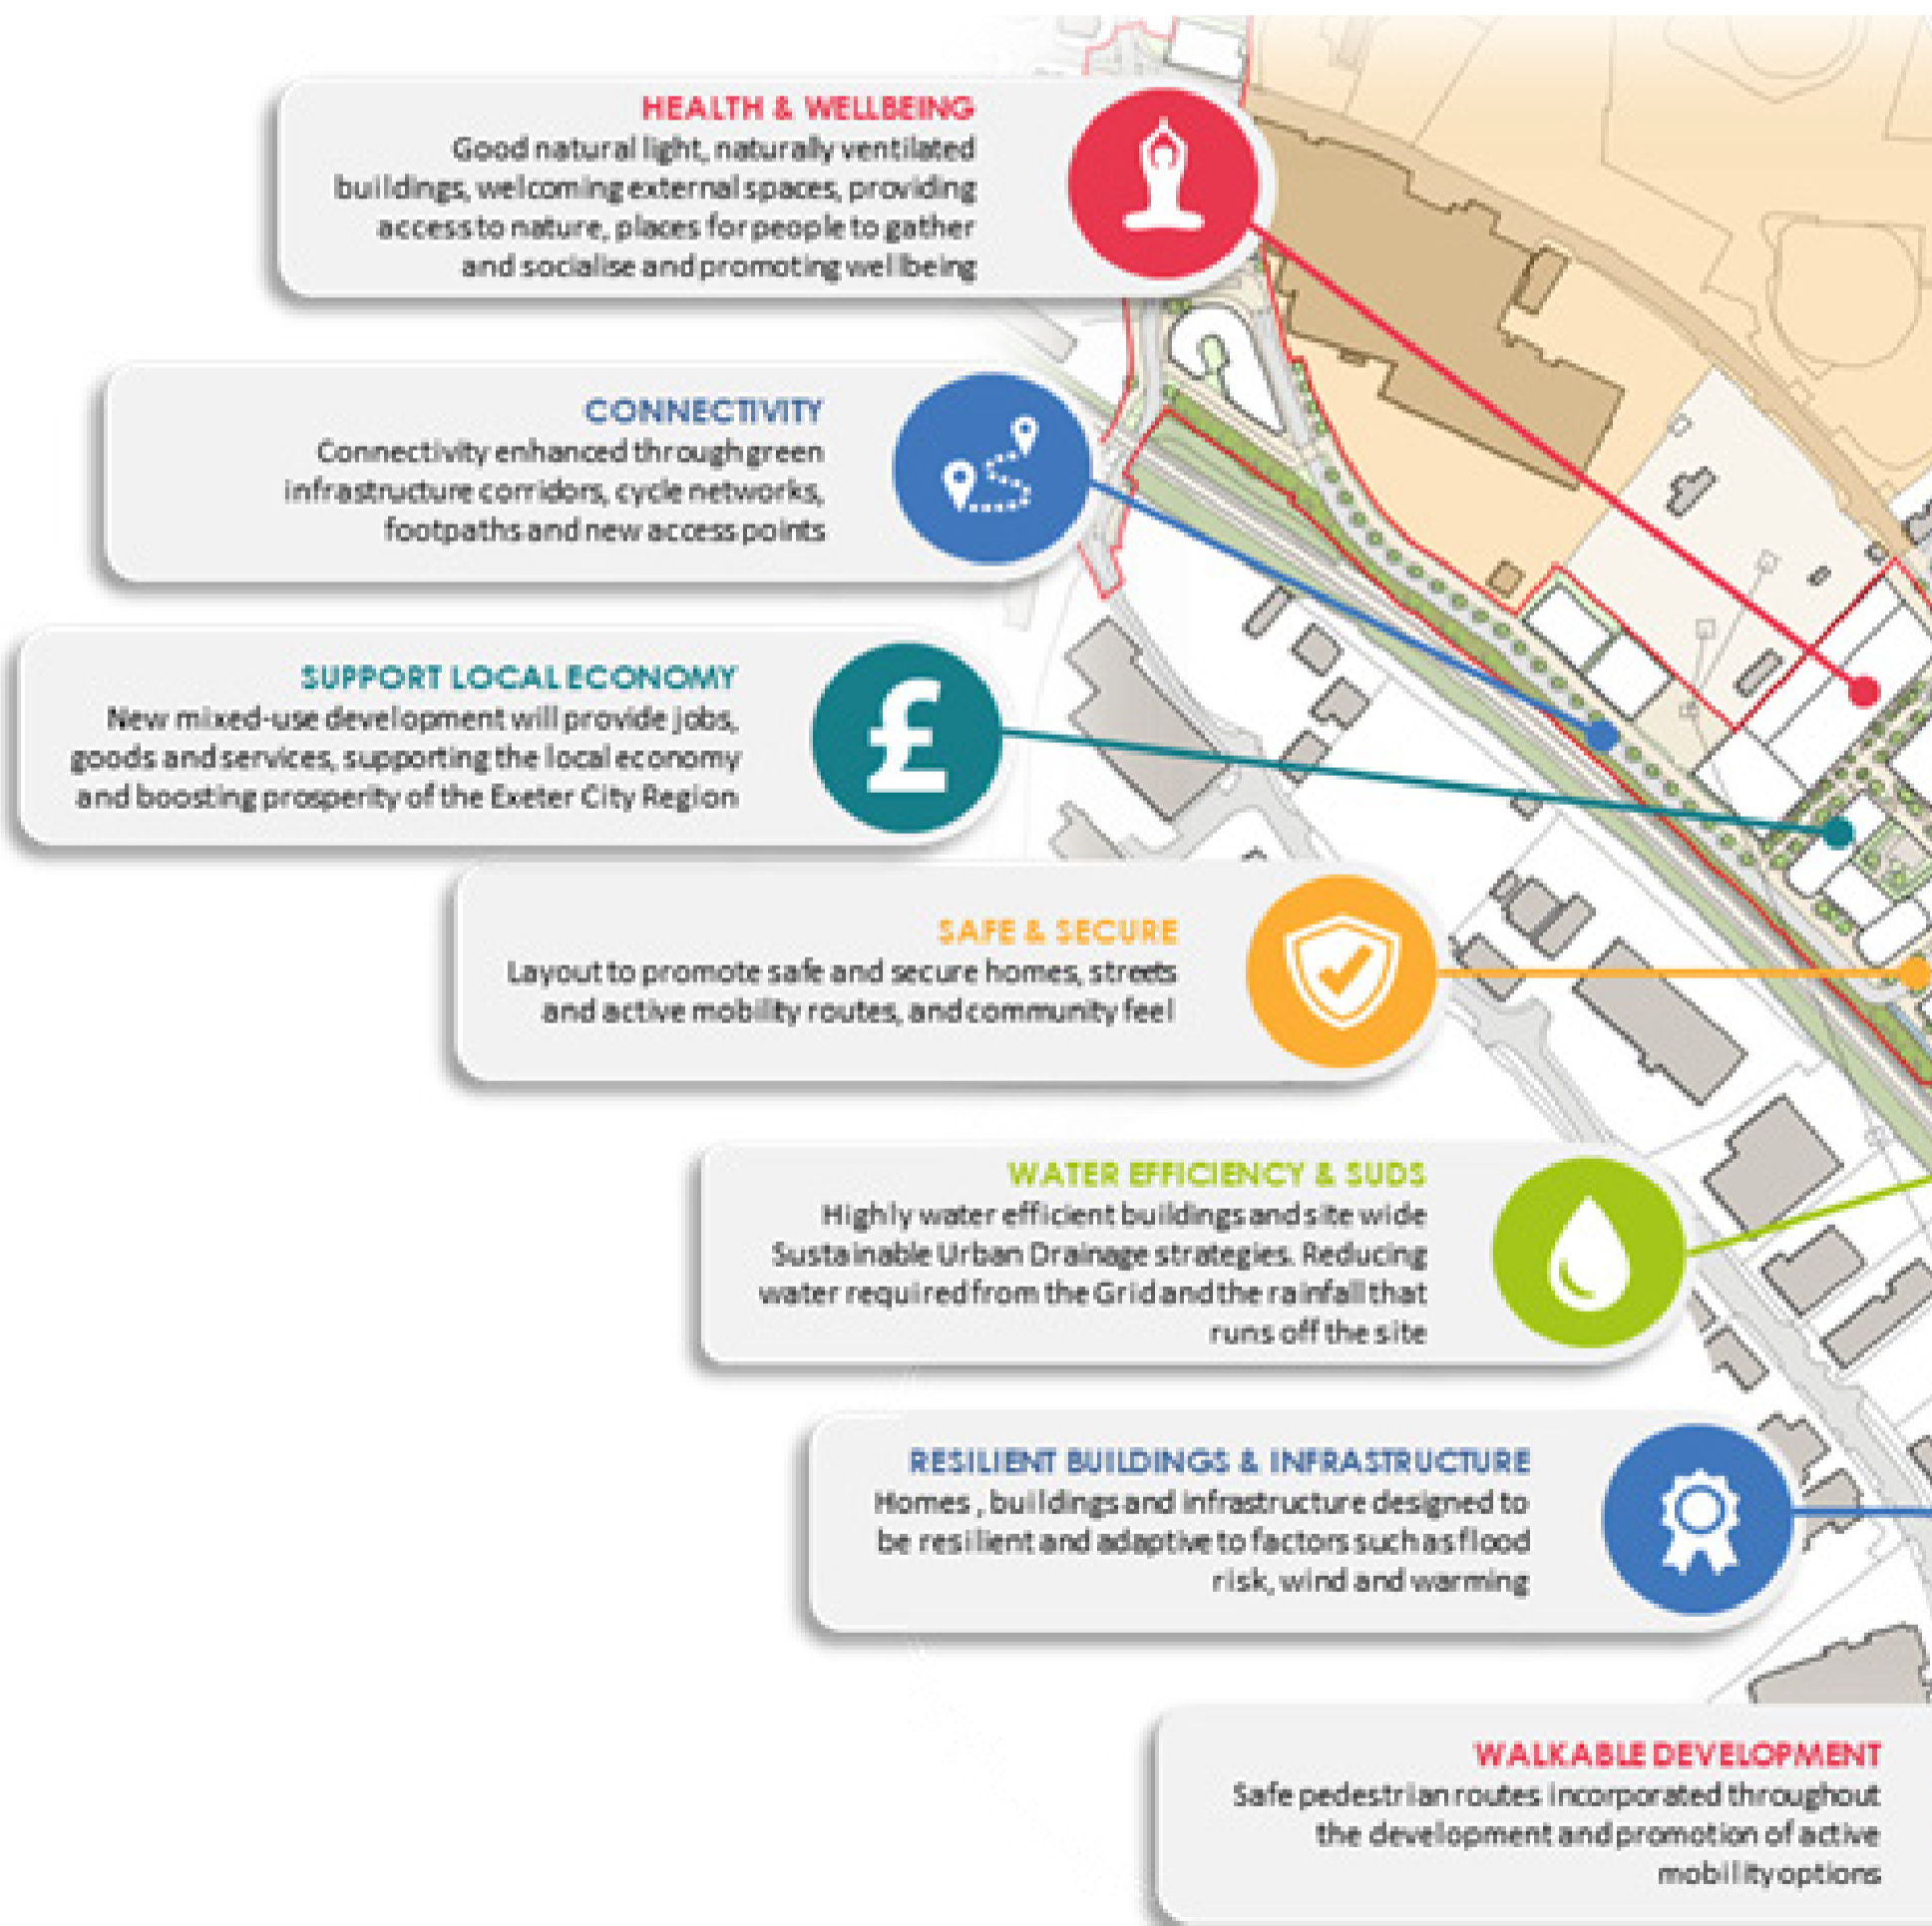 HEALTH & WELLBEING
Good natural light, naturally ventilated
buildings, welcoming external spaces, providing
access to nature, places for people to gather
and socialise and promoting wellbeing
CONNECTIVITY
Connectivity enhanced through green
infrastructure corridors, cycle networks,
footpaths and new access points
SUPPORT LOCAL ECONOMY
New mixed-use development will provide jobs,
goods and services, supporting the local economy
and boosting prosperity of the Exeter City Region
£
SAFE & SECURE
Layout to promote safe and secure homes, streets
and active mobility routes, and community feel
WATER EFFICIENCY & SUDS
Highly water efficient buildings and site wide
Sustainable Urban Drainage strategies. Reducing
water required from the Grid and the rainfall that
runs off the site
RESILIENT BUILDINGS & INFRASTRUCTURE
Homes , buildings and infrastructure designed to
be resilient and adaptive to factors such as flood
risk, wind and warming
WALKABLE DEVELOPMENT
Safe pedestrian routes incorporated throughout
the development and promotion of active
mobility options